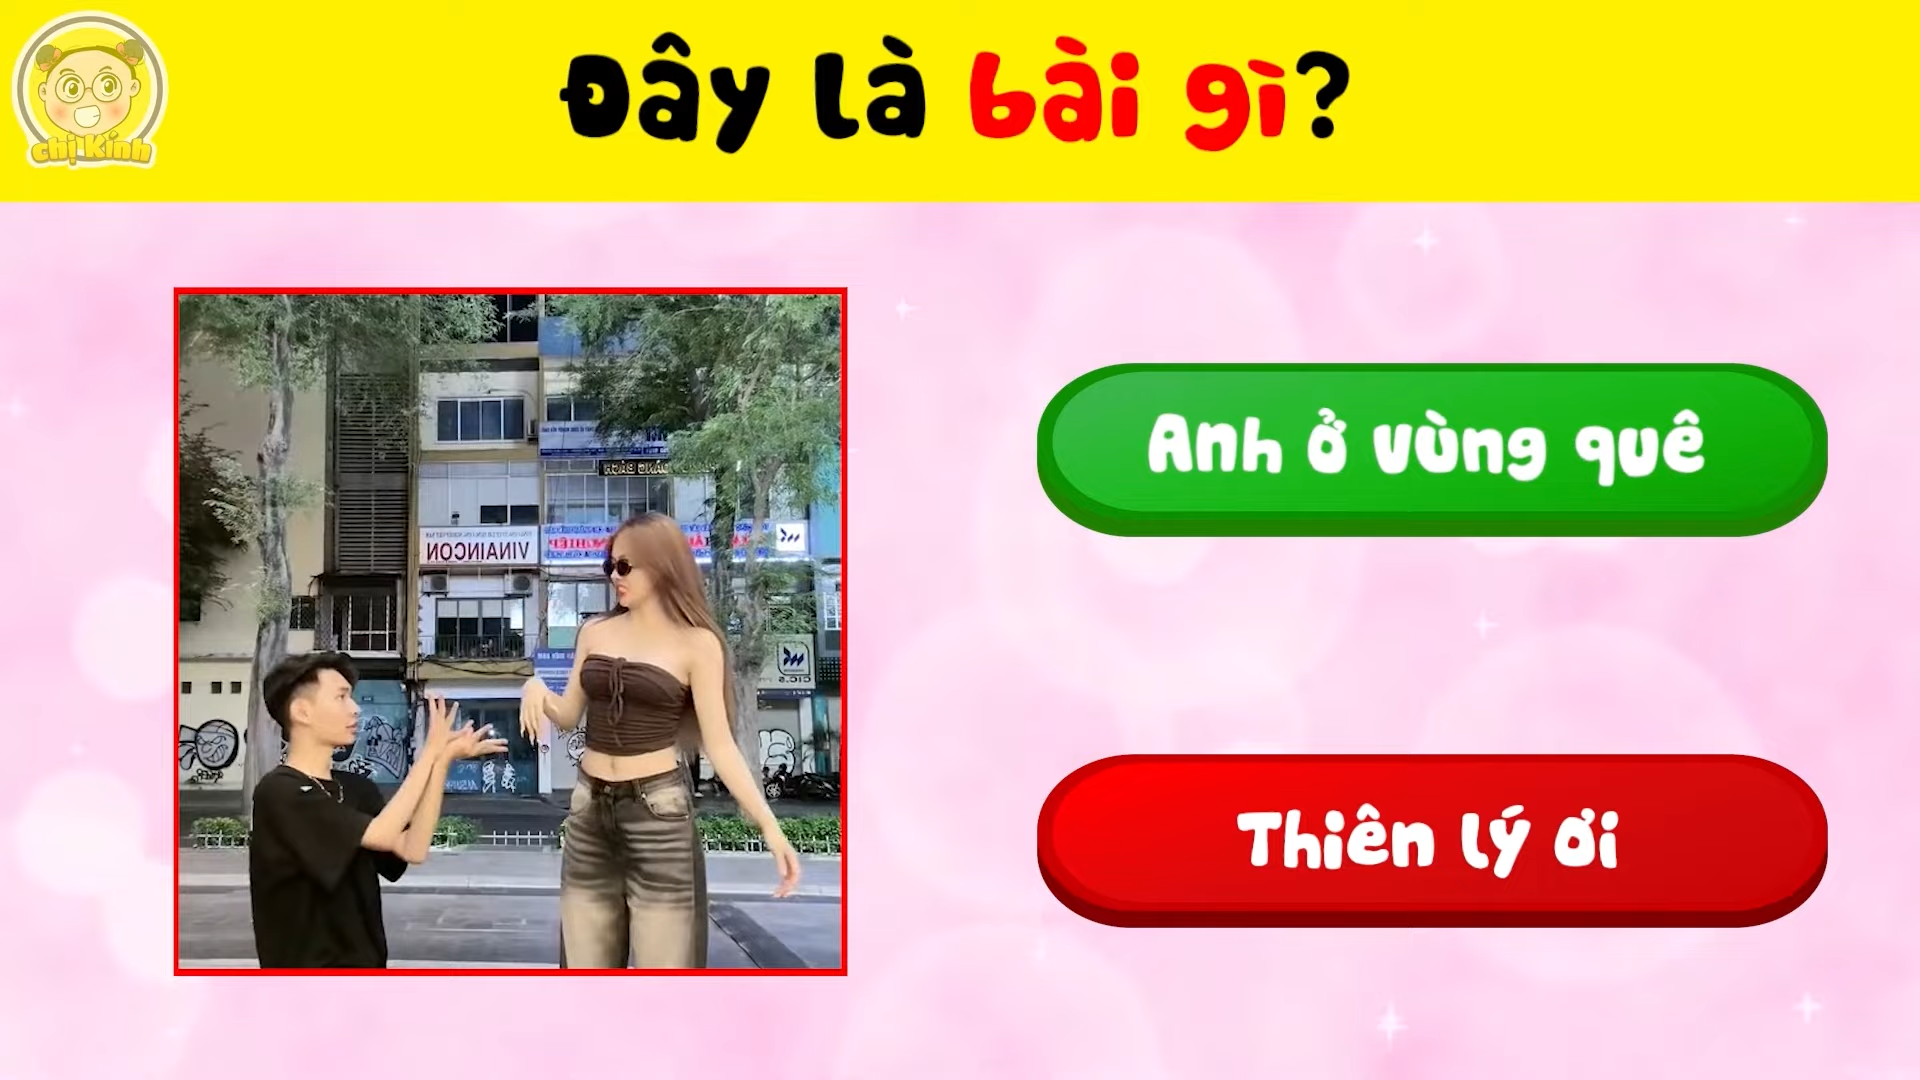 chị Kính
Đây là bài gì?
VINAINCON
Anh ở vùng quê
Thiên lý ơi